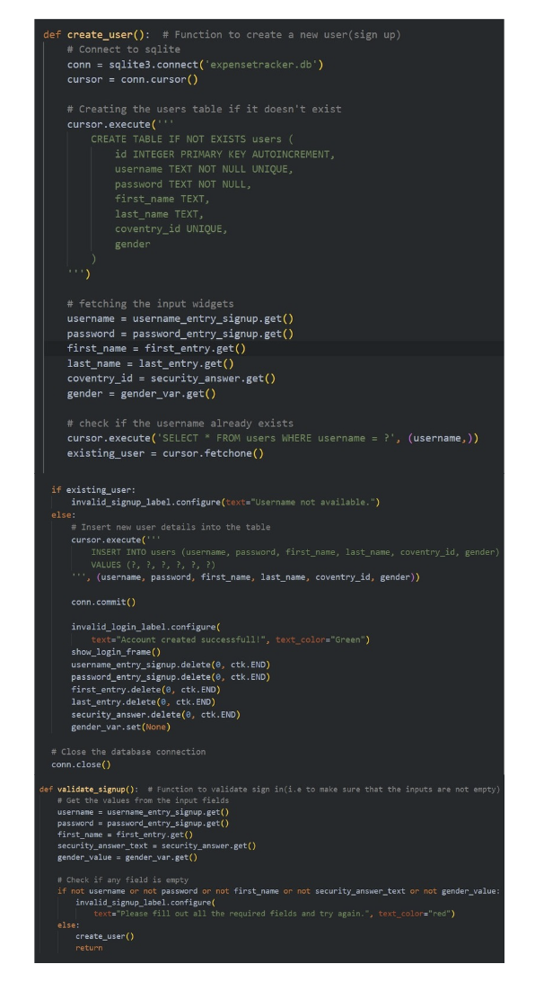 def create_user():  # Function to create a new user(sign up)
    # Connect to sqlite
    conn = sqlite3.connect('expensetracker.db')
    cursor = conn.cursor()

    # Creating the users table if it doesn't exist
    cursor.execute('''
        CREATE TABLE IF NOT EXISTS users (
            id INTEGER PRIMARY KEY AUTOINCREMENT,
            username TEXT NOT NULL UNIQUE,
            password TEXT NOT NULL,
            first_name TEXT,
            last_name TEXT,
            coventry_id UNIQUE,
            gender
        )
    ''')

    # fetching the input widgets
    username = username_entry_signup.get()
    password = password_entry_signup.get()
    first_name = first_entry.get()
    last_name = last_entry.get()
    coventry_id = security_answer.get()
    gender = gender_var.get()

    # check if the username already exists
    cursor.execute('SELECT * FROM users WHERE username = ?', (username,))
    existing_user = cursor.fetchone()

    if existing_user:
        invalid_signup_label.configure(text="Username not available.")
    else:
        # Insert new user details into the table
        cursor.execute('''
            INSERT INTO users (username, password, first_name, last_name, coventry_id, gender)
            VALUES (?, ?, ?, ?, ?, ?)
        ''', (username, password, first_name, last_name, coventry_id, gender))

        conn.commit()

        invalid_login_label.configure(
            text="Account created successfull!", text_color="Green")
        show_login_frame()
        username_entry_signup.delete(0, ctk.END)
        password_entry_signup.delete(0, ctk.END)
        first_entry.delete(0, ctk.END)
        last_entry.delete(0, ctk.END)
        security_answer.delete(0, ctk.END)
        gender_var.set(None)

    # Close the database connection
    conn.close()

def validate_signup():  # Function to validate sign in(i.e to make sure that the inputs are not empty)
    # Get the values from the input fields
    username = username_entry_signup.get()
    password = password_entry_signup.get()
    first_name = first_entry.get()
    security_answer_text = security_answer.get()
    gender_value = gender_var.get()

    # Check if any field is empty
    if not username or not password or not first_name or not security_answer_text or not gender_value:
        invalid_signup_label.configure(
            text="Please fill out all the required fields and try again.", text_color="red")
    else:
        create_user()
        return